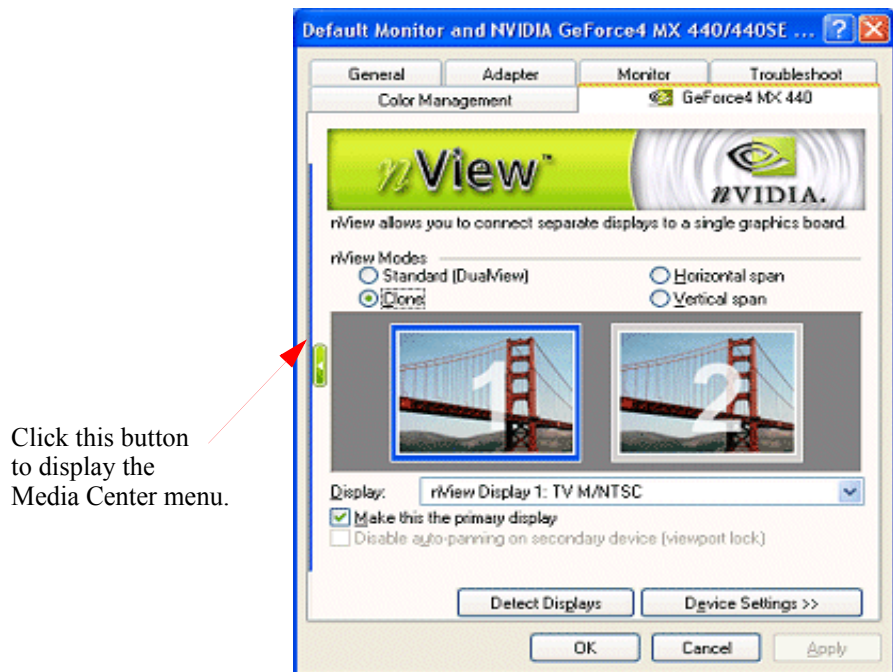 Default Monitor and NVIDIA GeForce4 MX 440/440SE ...
General Adapter Monitor Troubleshoot
Color Management GeForce4 MX 440
nView™
nVIDIA.
nView allows you to connect separate displays to a single graphics board.
nView Modes
Standard (DualView) Horizontal span
Clone Vertical span
1 2
Click this button
to display the
Media Center menu.
Display: nView Display 1: TV M/NTSC
Make this the primary display
Disable auto-panning on secondary device (viewport lock)
Detect Displays Device Settings >>
OK Cancel Apply